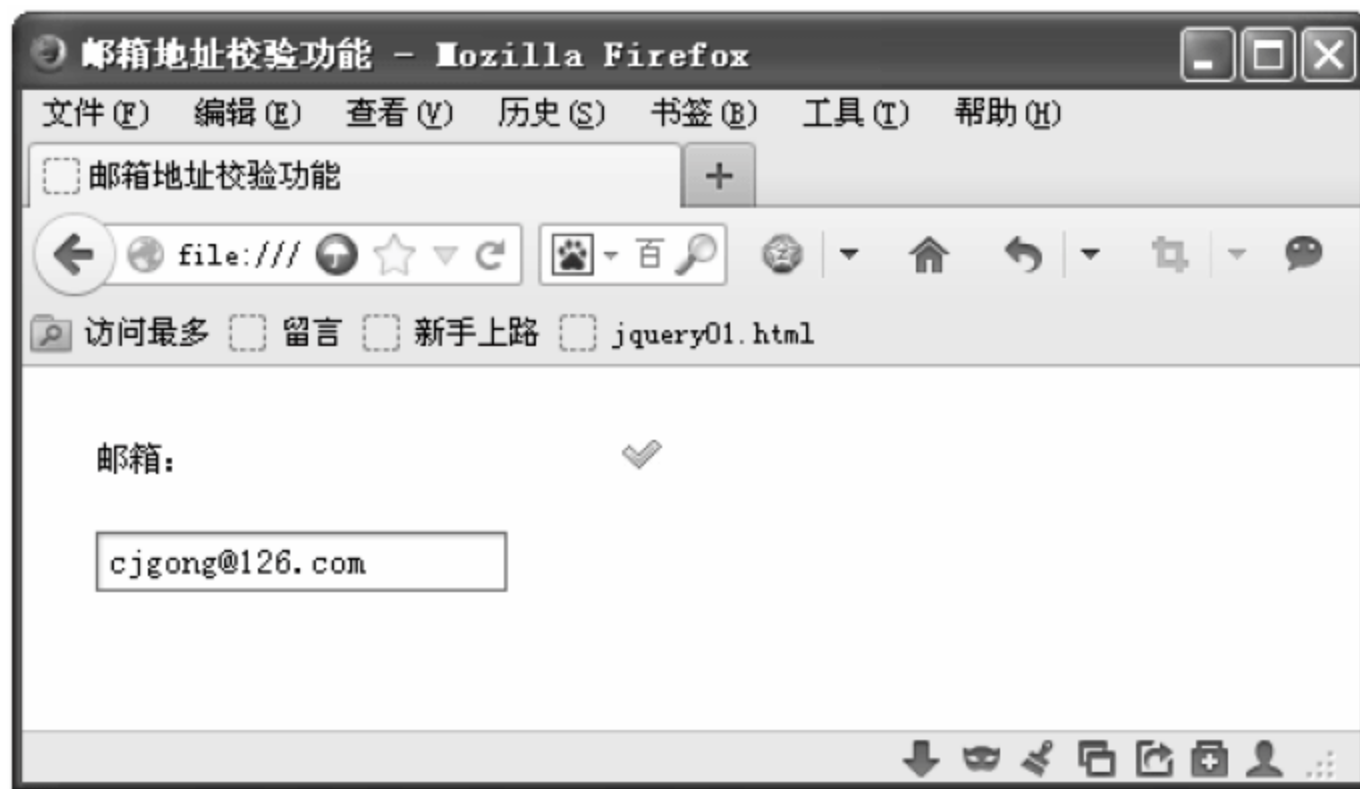 邮箱地址校验功能 - Mozilla Firefox
文件(F) 编辑(E) 查看(V) 历史(S) 书签(B) 工具(T) 帮助(H)
邮箱地址校验功能
file:/// 百
访问最多 留言 新手上路 jquery01.html
邮箱：
cjgong@126.com